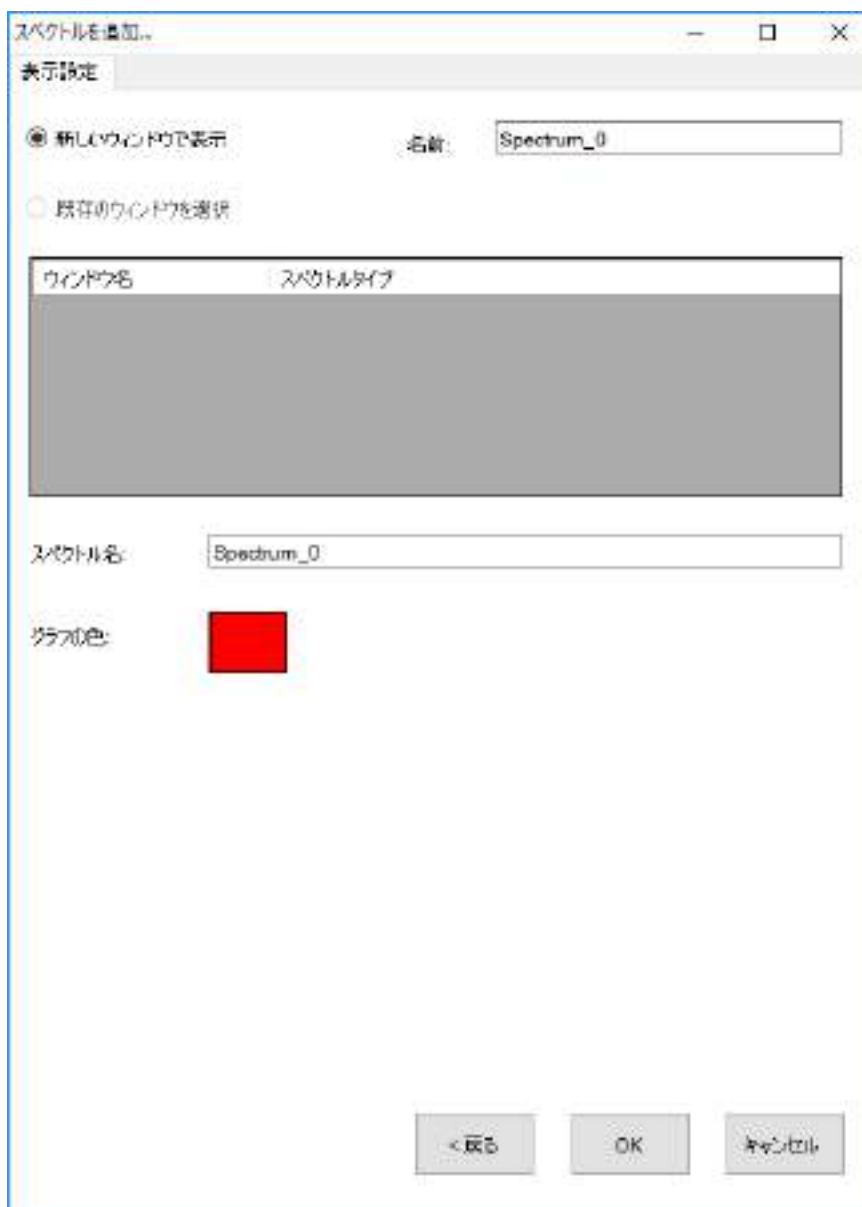 スペクトルを追加...
表示設定
新しいウィンドウで表示
名前:
Spectrum_0
既存のウィンドウを選択
ウィンドウ名 スペクトルタイプ
スペクトル名:
Spectrum_0
グラフの色:
< 戻る OK キャンセル